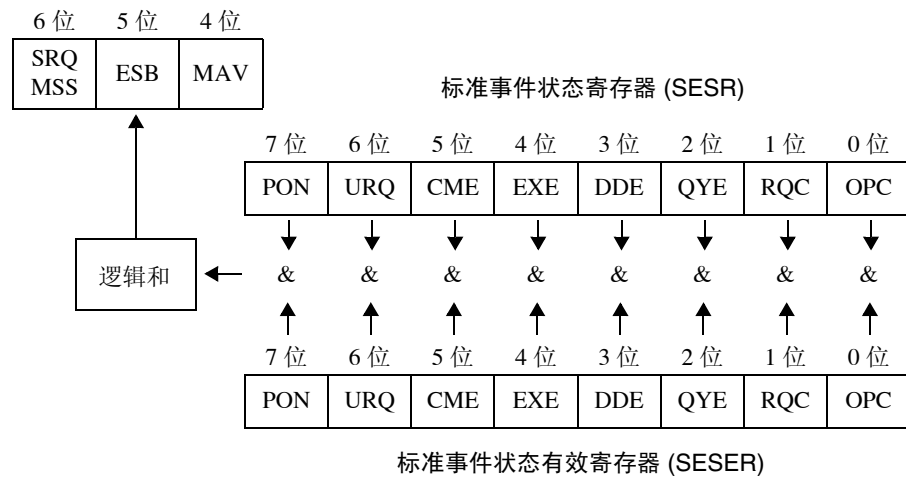 6 位 5 位 4 位
SRQ
MSS
ESB MAV
标准事件状态寄存器 (SESR)
7 位 6 位 5 位 4 位 3 位 2 位 1 位 0 位
PON URQ CME EXE DDE QYE RQC OPC
逻辑和 & & & & & & & &
7 位 6 位 5 位 4 位 3 位 2 位 1 位 0 位
PON URQ CME EXE DDE QYE RQC OPC
标准事件状态有效寄存器 (SESER)